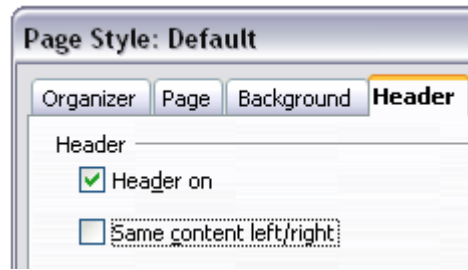 Page Style: Default
Organizer Page Background Header
Header
Header on
Same content left/right